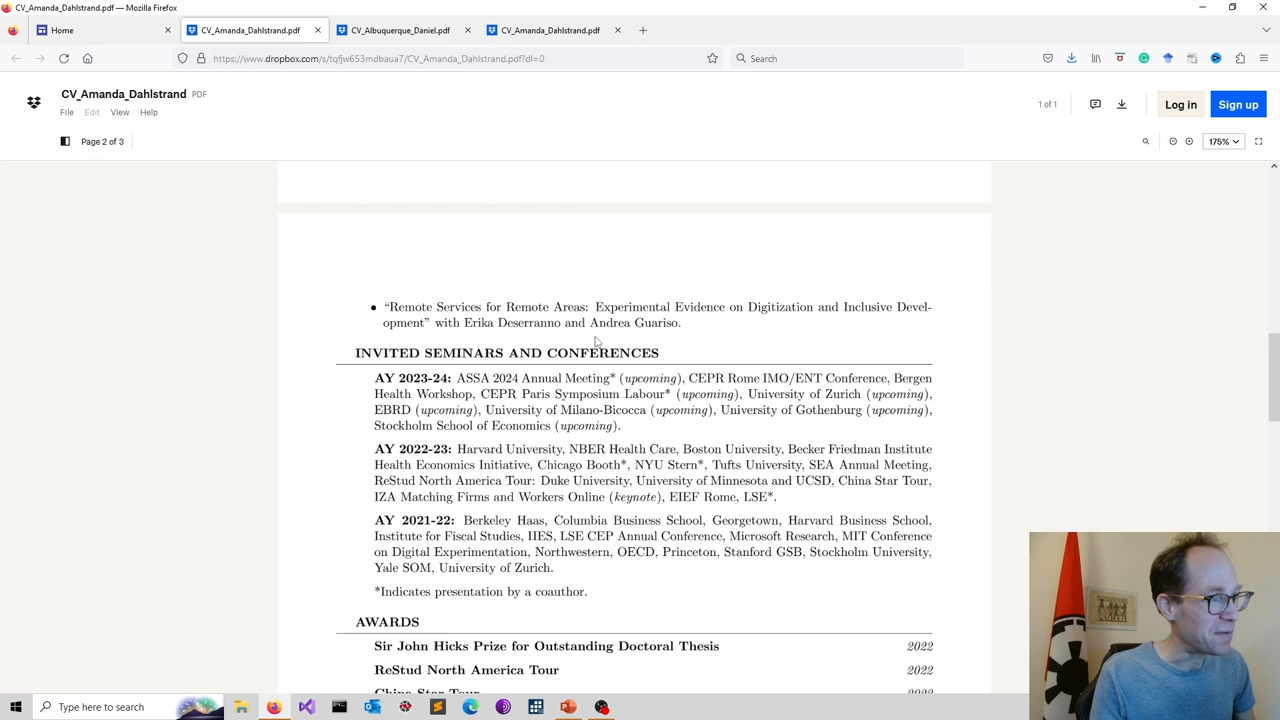 CV_Amanda_Dahlstrand.pdf — Mozilla Firefox
Home
CV_Amanda_Dahlstrand.pdf
CV_Albuquerque_Daniel.pdf
CV_Amanda_Dahlstrand.pdf
https://www.dropbox.com/s/tqfjw653mdbaua7/CV_Amanda_Dahlstrand.pdf?dl=0
Search
CV_Amanda_Dahlstrand PDF
File Edit View Help
1 of 1
Log in
Sign up
Page 2 of 3
175%
• “Remote Services for Remote Areas: Experimental Evidence on Digitization and Inclusive Devel-
opment” with Erika Deserranno and Andrea Guariso.
INVITED SEMINARS AND CONFERENCES
AY 2023-24: ASSA 2024 Annual Meeting* (upcoming), CEPR Rome IMO/ENT Conference, Bergen
Health Workshop, CEPR Paris Symposium Labour* (upcoming), University of Zurich (upcoming),
EBRD (upcoming), University of Milano-Bicocca (upcoming), University of Gothenburg (upcoming),
Stockholm School of Economics (upcoming).
AY 2022-23: Harvard University, NBER Health Care, Boston University, Becker Friedman Institute
Health Economics Initiative, Chicago Booth*, NYU Stern*, Tufts University, SEA Annual Meeting,
ReStud North America Tour: Duke University, University of Minnesota and UCSD, China Star Tour,
IZA Matching Firms and Workers Online (keynote), EIEF Rome, LSE*.
AY 2021-22: Berkeley Haas, Columbia Business School, Georgetown, Harvard Business School,
Institute for Fiscal Studies, IIES, LSE CEP Annual Conference, Microsoft Research, MIT Conference
on Digital Experimentation, Northwestern, OECD, Princeton, Stanford GSB, Stockholm University,
Yale SOM, University of Zurich.
*Indicates presentation by a coauthor.
AWARDS
Sir John Hicks Prize for Outstanding Doctoral Thesis 2022
ReStud North America Tour 2022
China Star Tour 2022
Type here to search